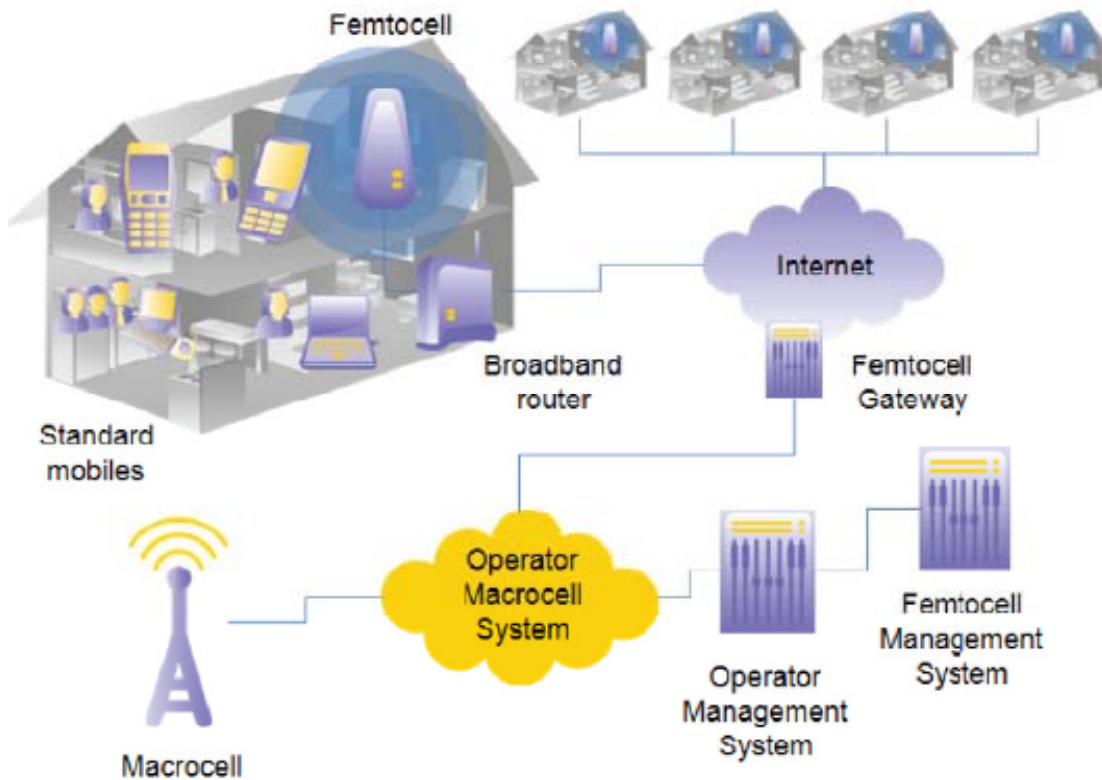 Femtocell
Internet
Broadband
router
Femtocell
Gateway
Standard
mobiles
Operator
Macrocell
System
Femtocell
Management
System
Operator
Management
System
Macrocell